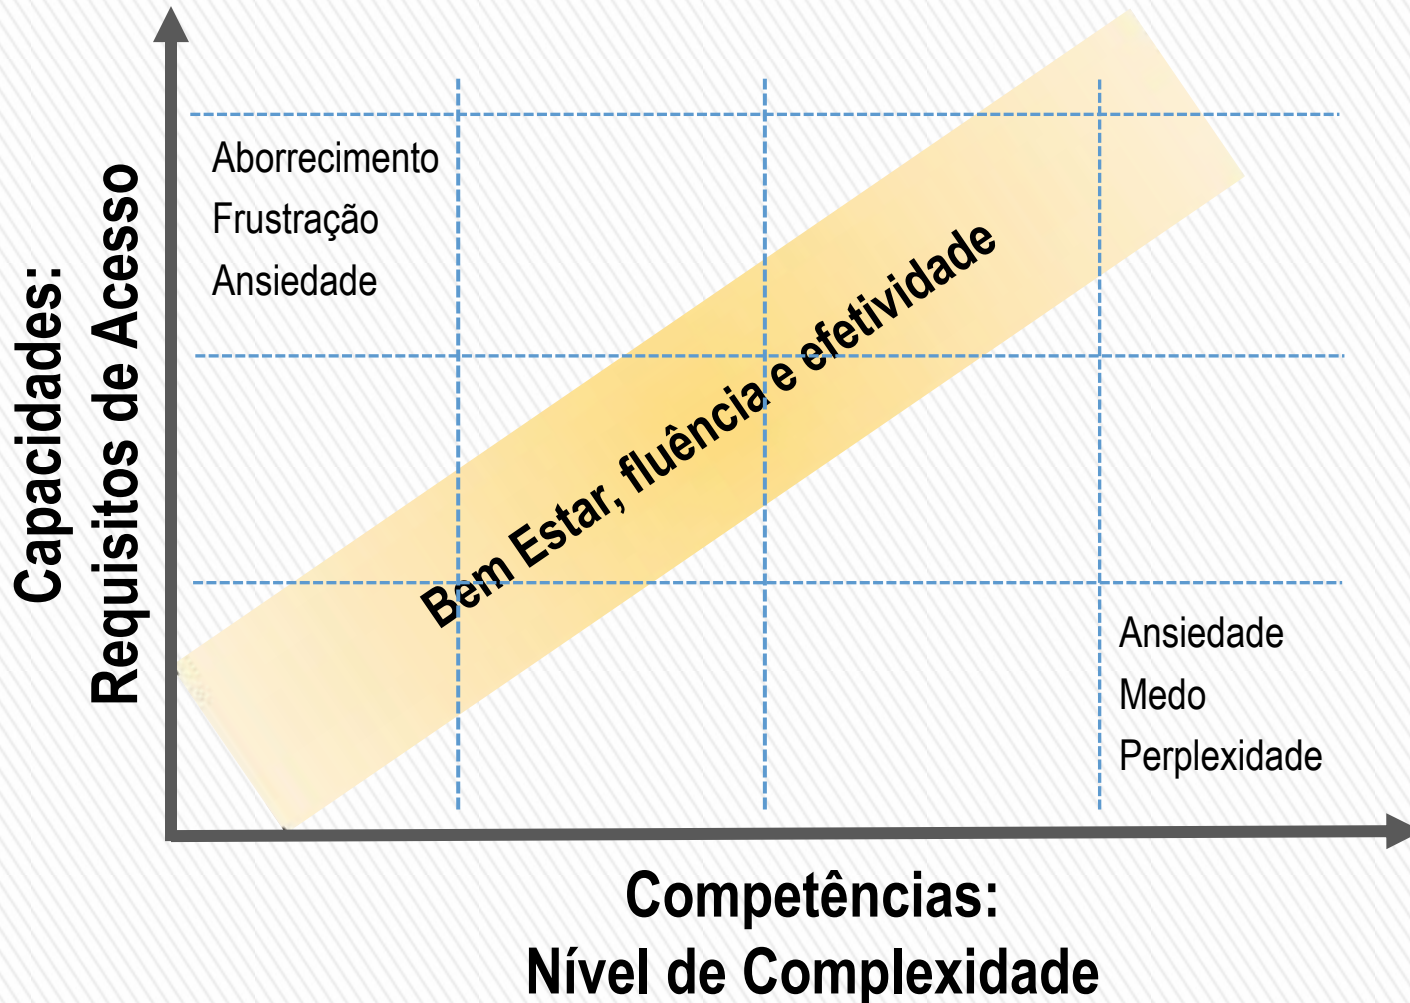 Capacidades:
Requisitos de Acesso
Aborrecimento
Frustração
Ansiedade
Bem Estar, fluência e efetividade
Ansiedade
Medo
Perplexidade
Competências:
Nível de Complexidade